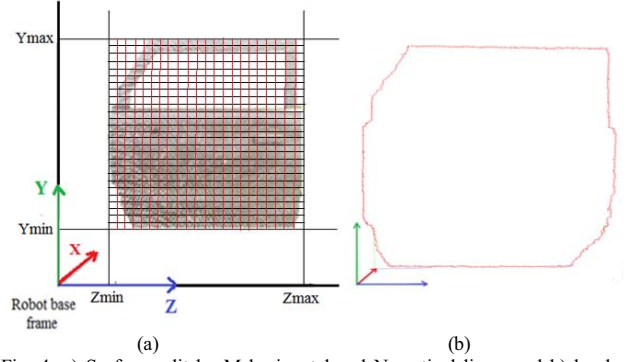 Ymax
Y
Ymin
X
Robot base
frame
Zmin
Z
Zmax
(a)
(b)